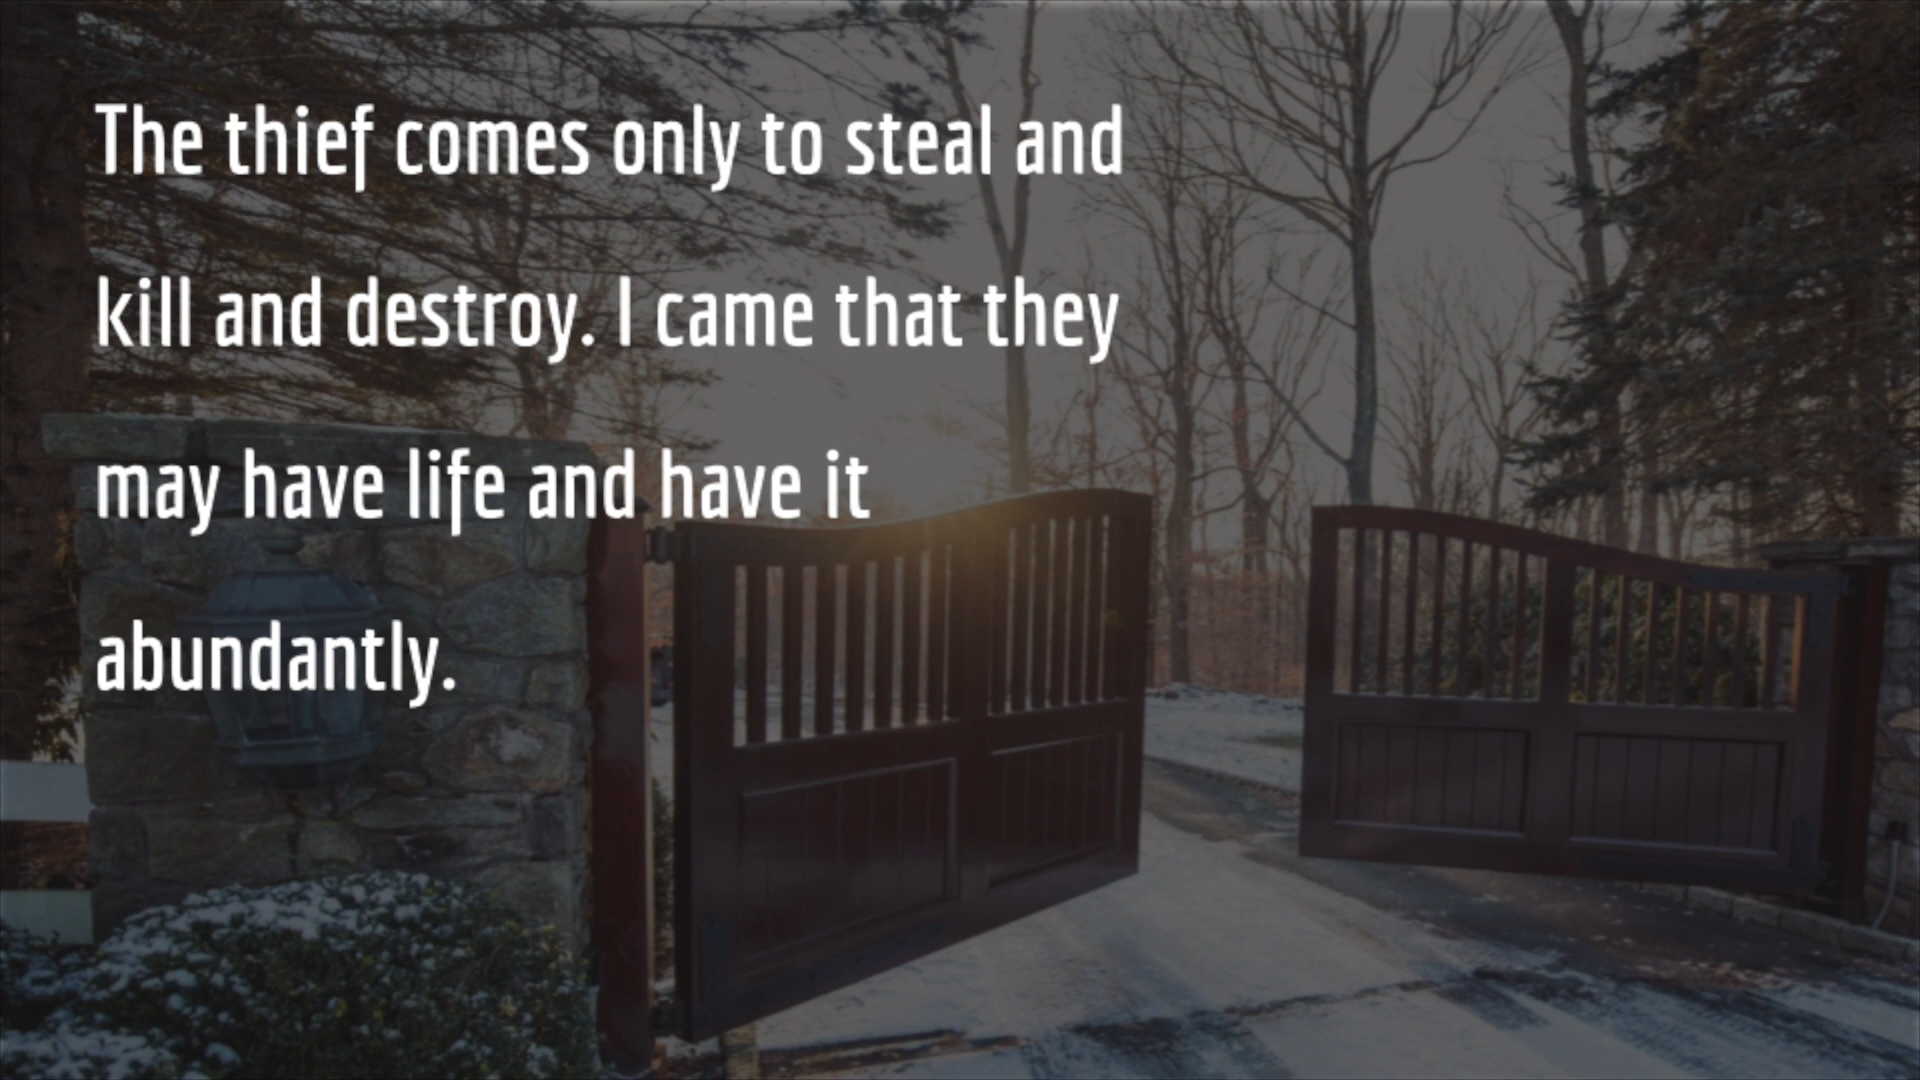 The thief comes only to steal and
kill and destroy. I came that they
may have life and have it
abundantly.